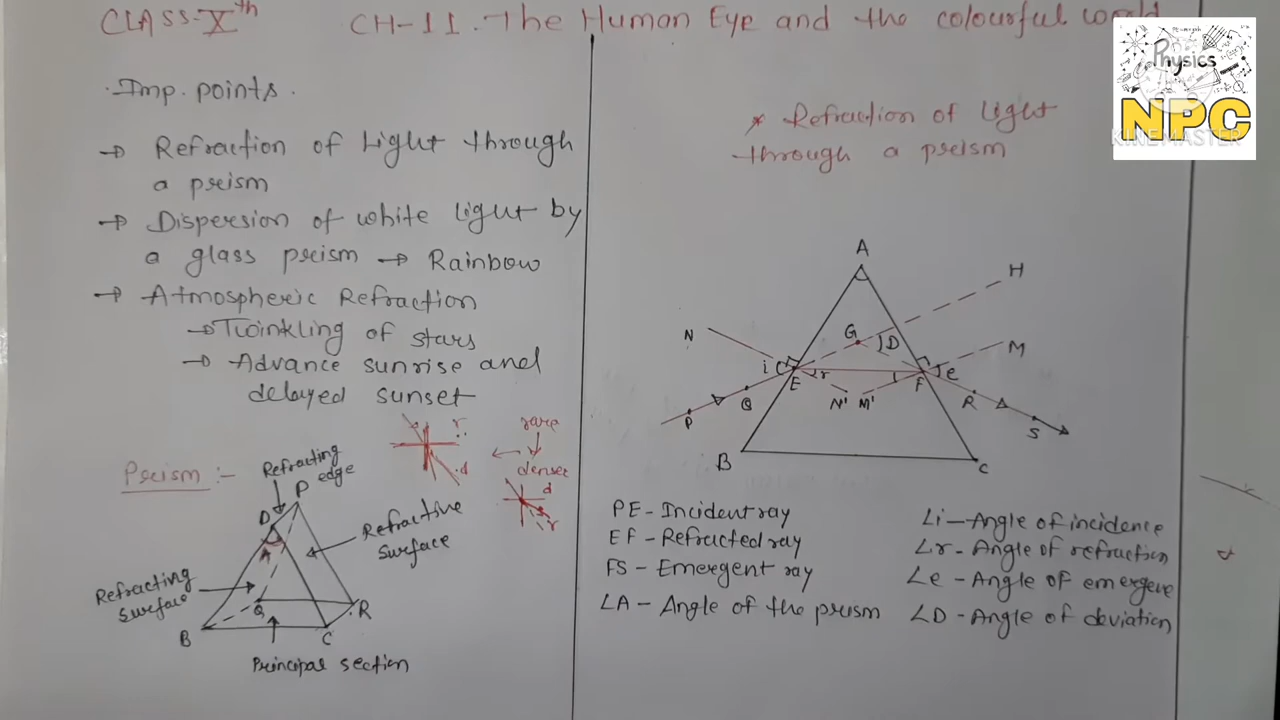 CLASS-Xth CH-11. The Human Eye and the colourful world
Physics
NPC
KINEMASTER
. Imp. points.
→ Refraction of Light through
a prism
→ Dispersion of white light by
a glass prism → Rainbow
→ Atmospheric Refraction
→ Twinkling of stars
→ Advance sunrise and
delayed sunset
r
d
rare
denser
d
r
Prism :-
Refracting
edge
P
D
Refractive
Surface
Refracting
Surface
Q
R
B
C
Principal section
* Refraction of Light
through a prism
A
H
N
G
D
M
i
E
r
F
e
Q
N' M'
R
P
S
B
C
PE - Incident ray
EF - Refracted ray
FS - Emergent ray
∠A - Angle of the prism
∠i - Angle of incidence
∠r - Angle of refraction
∠e - Angle of emergeve
∠D - Angle of deviation